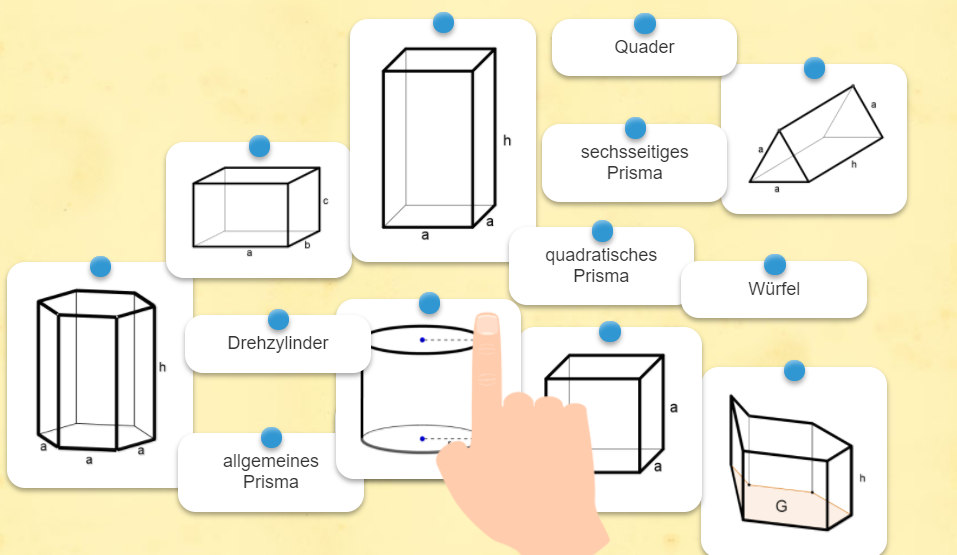 Quader
h
a
a
a
a
h
a
sechsseitiges
Prisma
c
b
a
quadratisches
Prisma
Würfel
h
a
a
a
Drehzylinder
a
a
allgemeines
Prisma
h
G